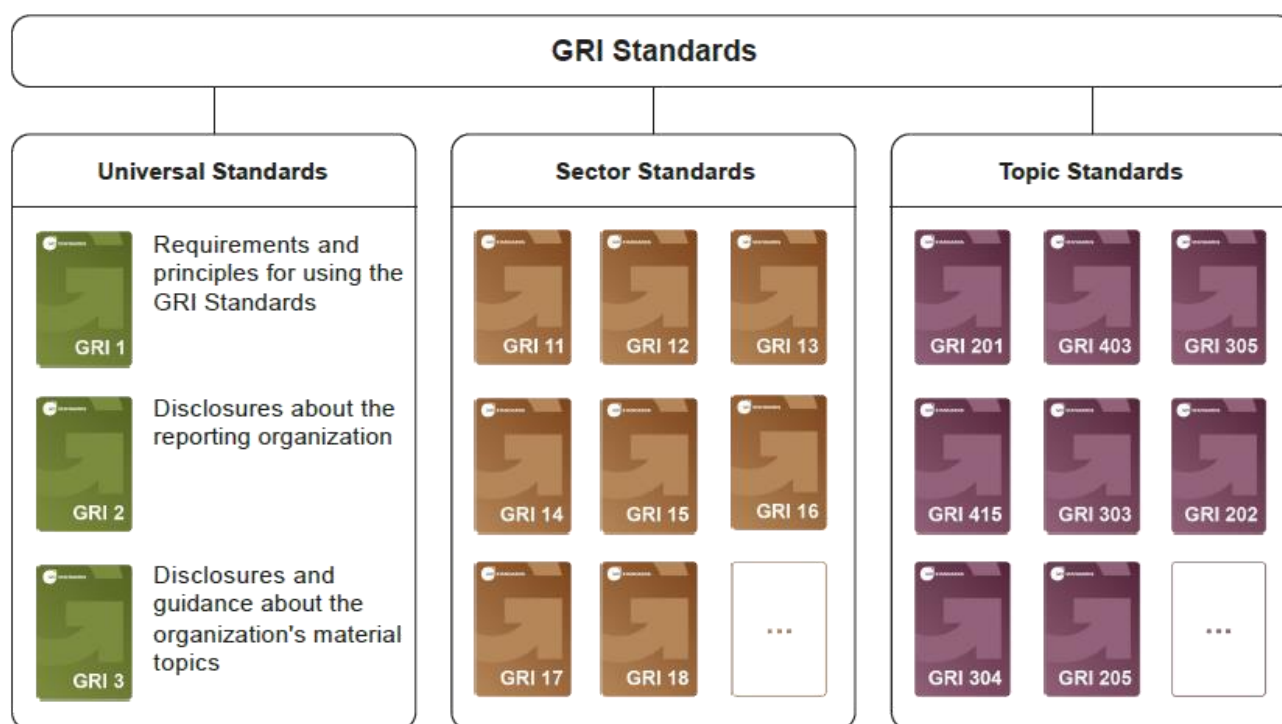 GRI Standards
Universal Standards
GRI 1
Requirements and
principles for using the
GRI Standards
GRI 2
Disclosures about the
reporting organization
GRI 3
Disclosures and
guidance about the
organization's material
topics
Sector Standards
GRI 11
GRI 12
GRI 13
GRI 14
GRI 15
GRI 16
GRI 17
GRI 18
...
Topic Standards
GRI 201
GRI 403
GRI 305
GRI 415
GRI 303
GRI 202
GRI 304
GRI 205
...